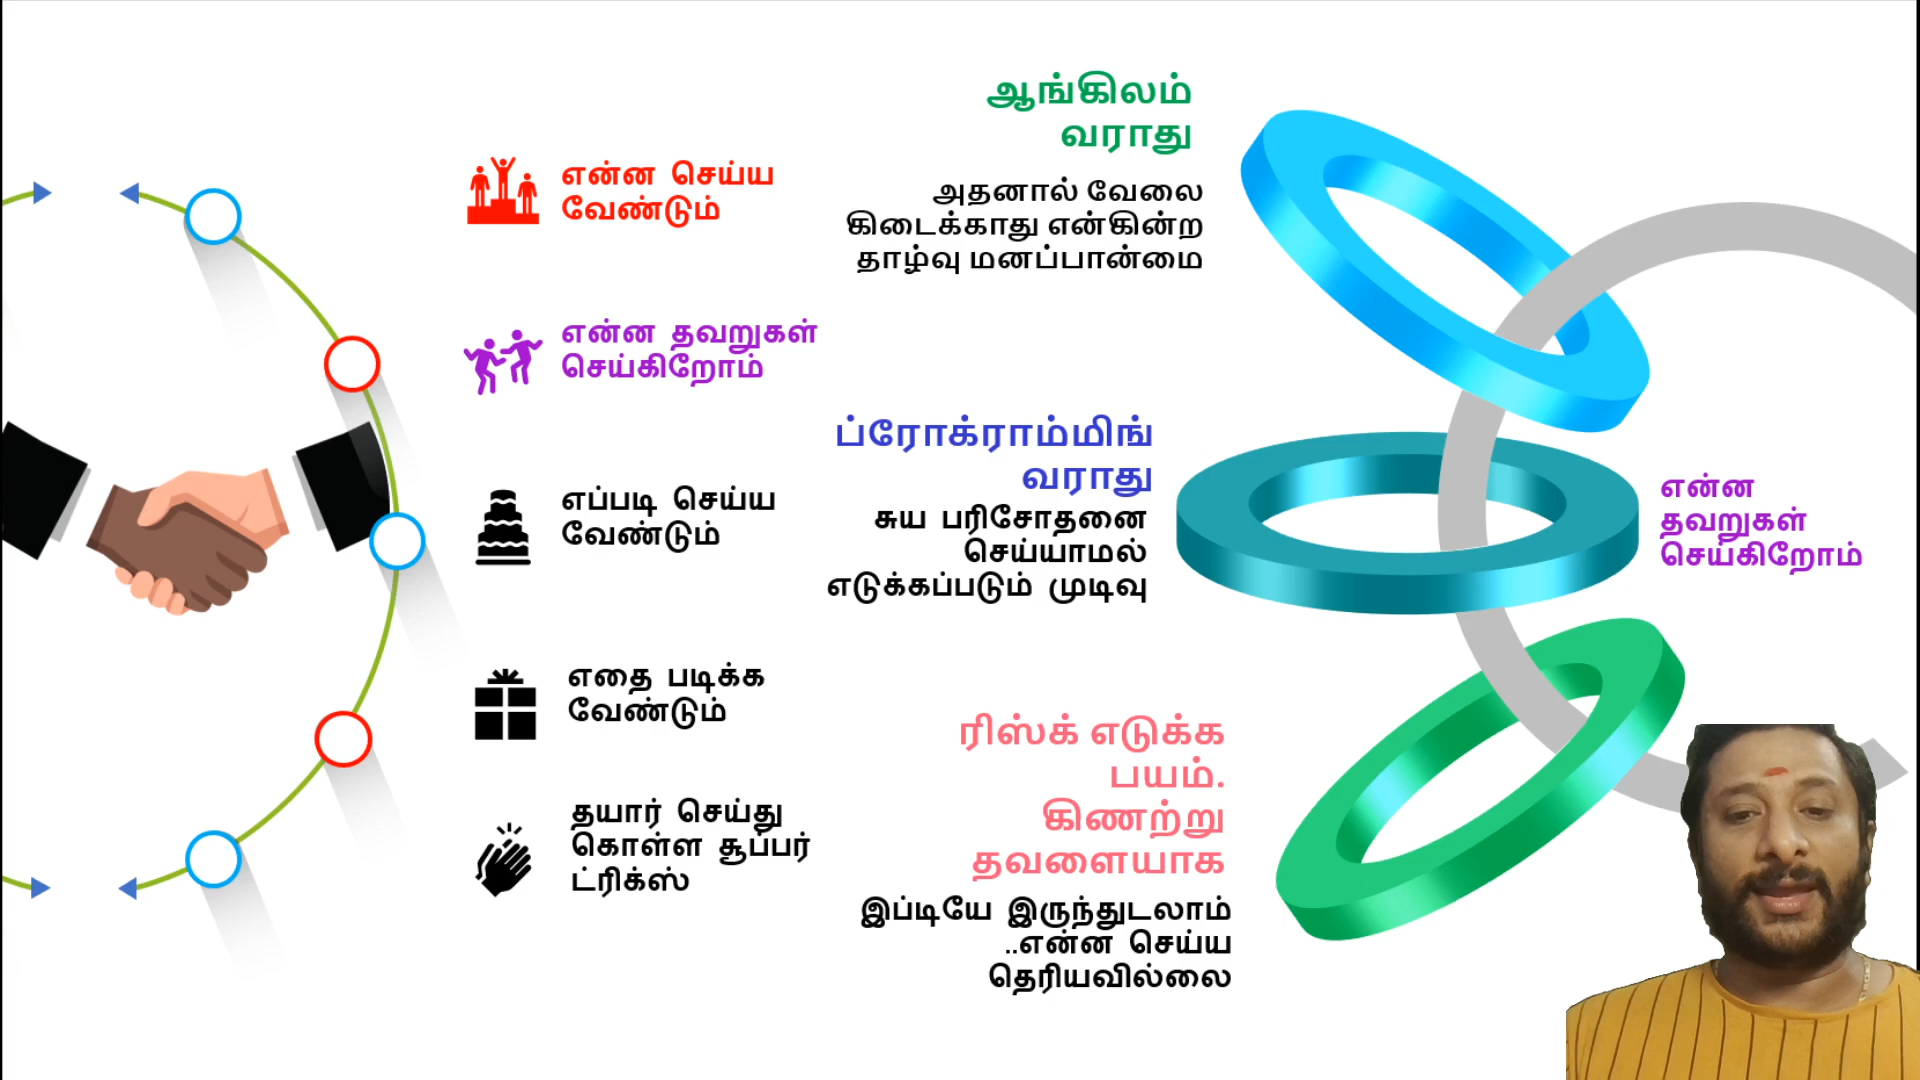 என்ன செய்ய
வேண்டும்
என்ன தவறுகள்
செய்கிறோம்
எப்படி செய்ய
வேண்டும்
எதை படிக்க
வேண்டும்
தயார் செய்து
கொள்ள சூப்பர்
ட்ரிக்ஸ்
ஆங்கிலம்
வராது
அதனால் வேலை
கிடைக்காது என்கின்ற
தாழ்வு மனப்பான்மை
ப்ரோக்ராம்மிங்
வராது
சுய பரிசோதனை
செய்யாமல்
எடுக்கப்படும் முடிவு
ரிஸ்க் எடுக்க
பயம்.
கிணற்று
தவளையாக
இப்டியே இருந்துடலாம்
..என்ன செய்ய
தெரியவில்லை
என்ன
தவறுகள்
செய்கிறோம்